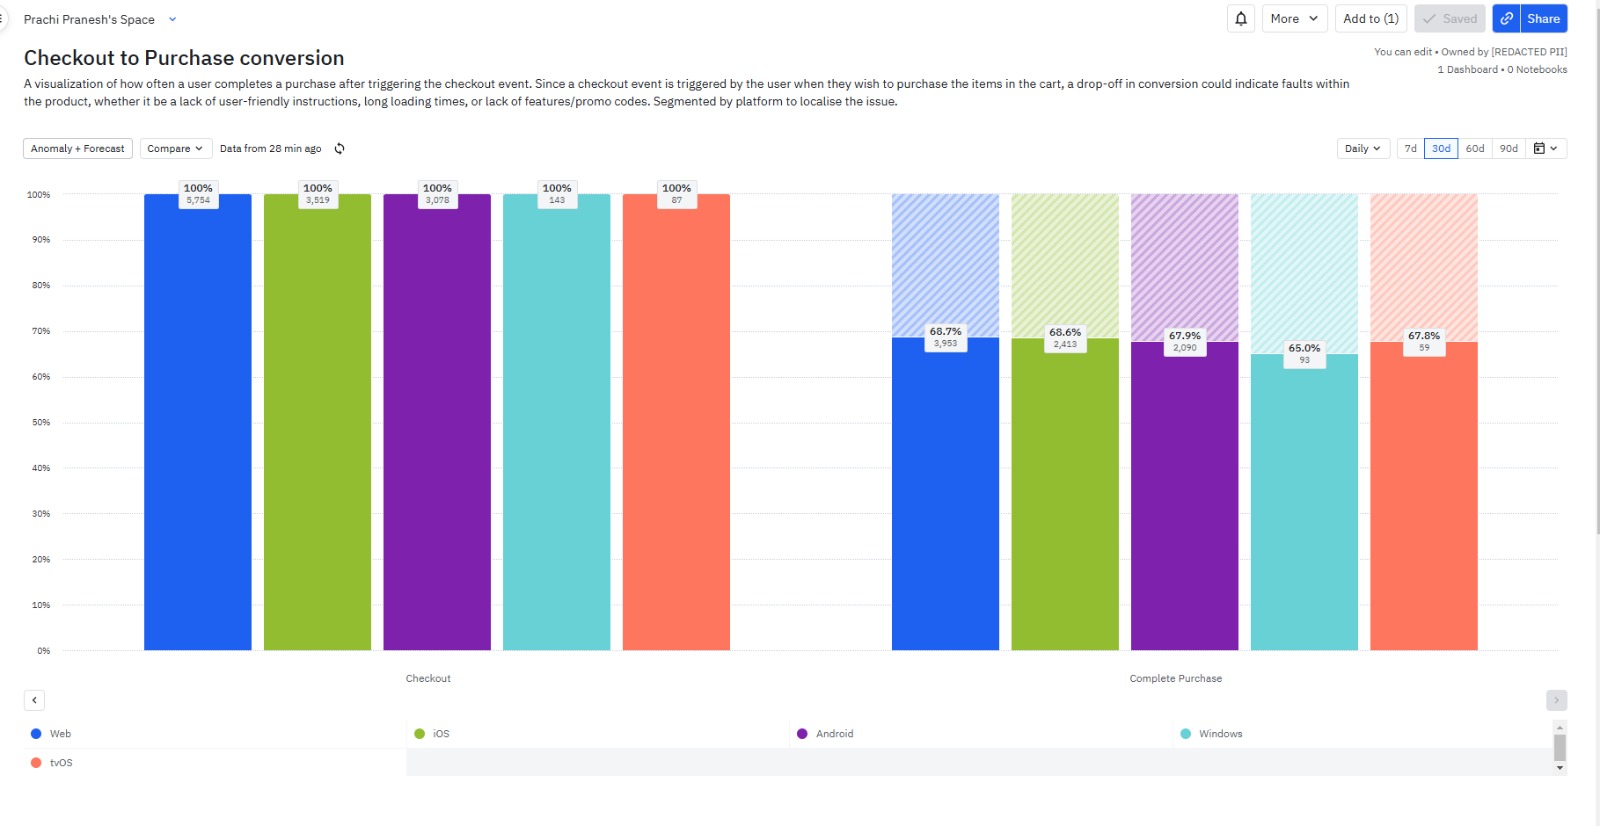 Prachi Pranesh's Space
More
Add to (1)
Saved
Share
Checkout to Purchase conversion
You can edit • Owned by [REDACTED PII]
1 Dashboard • 0 Notebooks
A visualization of how often a user completes a purchase after triggering the checkout event. Since a checkout event is triggered by the user when they wish to purchase the items in the cart, a drop-off in conversion could indicate faults within
the product, whether it be a lack of user-friendly instructions, long loading times, or lack of features/promo codes. Segmented by platform to localise the issue.
Anomaly + Forecast
Compare
Data from 28 min ago
Daily
7d
30d
60d
90d
100%
90%
80%
70%
60%
50%
40%
30%
20%
10%
0%
100%
5,754
100%
3,519
100%
3,078
100%
143
100%
87
68.7%
3,953
68.6%
2,413
67.9%
2,090
65.0%
93
67.8%
59
Checkout
Complete Purchase
Web
iOS
Android
Windows
tvOS